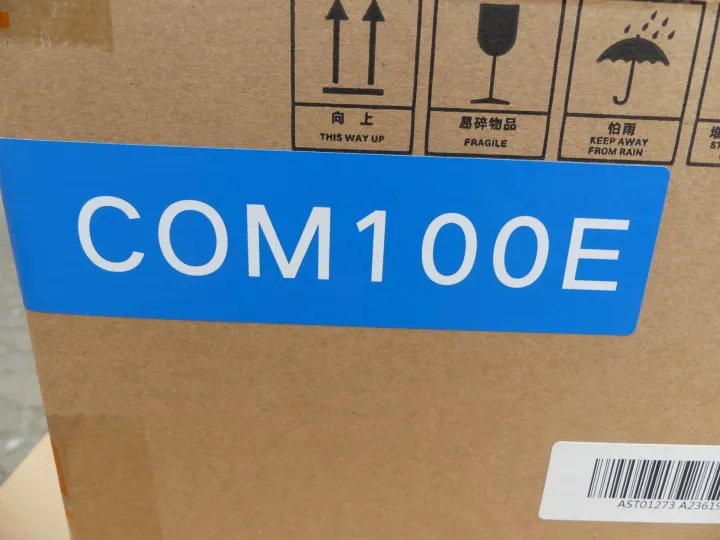 向上
THIS WAY UP
易碎物品
FRAGILE
怕雨
KEEP AWAY
FROM RAIN
COM100E
AST01273 A23619